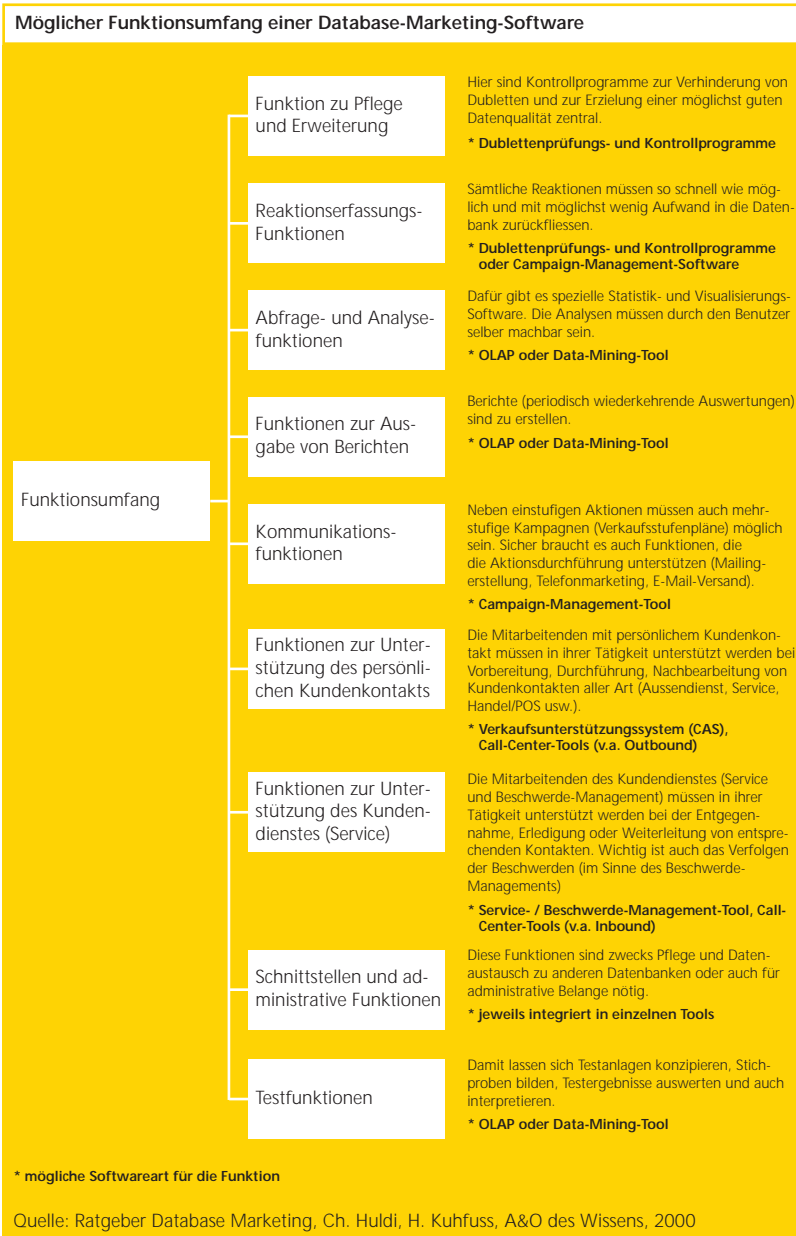 Möglicher Funktionsumfang einer Database-Marketing-Software
Funktionsumfang
Funktion zu Pflege
und Erweiterung
Hier sind Kontrollprogramme zur Verhinderung von
Dubletten und zur Erzielung einer möglichst guten
Datenqualität zentral.
* Dublettenprüfungs- und Kontrollprogramme
Reaktionserfassungs-
Funktionen
Sämtliche Reaktionen müssen so schnell wie mög-
lich und mit möglichst wenig Aufwand in die Daten-
bank zurückfliessen.
* Dublettenprüfungs- und Kontrollprogramme
oder Campaign-Management-Software
Abfrage- und Analyse-
funktionen
Dafür gibt es spezielle Statistik- und Visualisierungs-
Software. Die Analysen müssen durch den Benutzer
selber machbar sein.
* OLAP oder Data-Mining-Tool
Funktionen zur Aus-
gabe von Berichten
Berichte (periodisch wiederkehrende Auswertungen)
sind zu erstellen.
* OLAP oder Data-Mining-Tool
Kommunikations-
funktionen
Neben einstufigen Aktionen müssen auch mehr-
stufige Kampagnen (Verkaufsstufenpläne) möglich
sein. Sicher braucht es auch Funktionen, die
die Aktionsdurchführung unterstützen (Mailing-
erstellung, Telefonmarketing, E-Mail-Versand).
* Campaign-Management-Tool
Funktionen zur Unter-
stützung des persönli-
chen Kundenkontakts
Die Mitarbeitenden mit persönlichem Kundenkon-
takt müssen in ihrer Tätigkeit unterstützt werden bei
Vorbereitung, Durchführung, Nachbearbeitung von
Kundenkontakten aller Art (Aussendienst, Service,
Handel/POS usw.).
* Verkaufsunterstützungssystem (CAS),
Call-Center-Tools (v.a. Outbound)
Funktionen zur Unter-
stützung des Kunden-
dienstes (Service)
Die Mitarbeitenden des Kundendienstes (Service
und Beschwerde-Management) müssen in ihrer
Tätigkeit unterstützt werden bei der Entgegen-
nahme, Erledigung oder Weiterleitung von entspre-
chenden Kontakten. Wichtig ist auch das Verfolgen
der Beschwerden (im Sinne des Beschwerde-
Managements)
* Service- / Beschwerde-Management-Tool, Call-
Center-Tools (v.a. Inbound)
Schnittstellen und ad-
ministrative Funktionen
Diese Funktionen sind zwecks Pflege und Daten-
austausch zu anderen Datenbanken oder auch für
administrative Belange nötig.
* jeweils integriert in einzelnen Tools
Testfunktionen
Damit lassen sich Testanlagen konzipieren, Stich-
proben bilden, Testergebnisse auswerten und auch
interpretieren.
* OLAP oder Data-Mining-Tool
* mögliche Softwareart für die Funktion
Quelle: Ratgeber Database Marketing, Ch. Huldi, H. Kuhfuss, A&O des Wissens, 2000